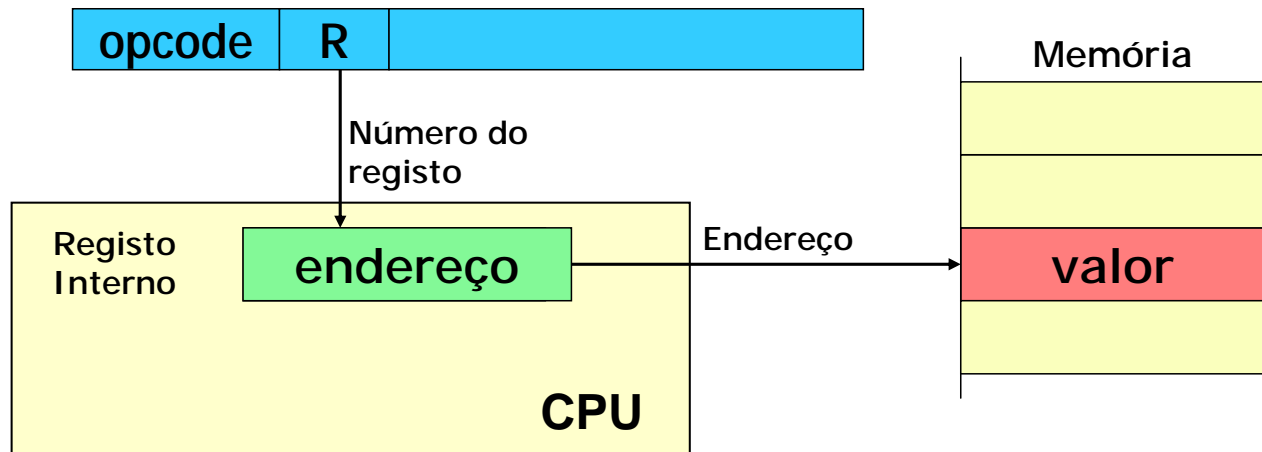 opcode R
Memória
Número do
registo
Registo
Interno
endereço
Endereço
valor
CPU